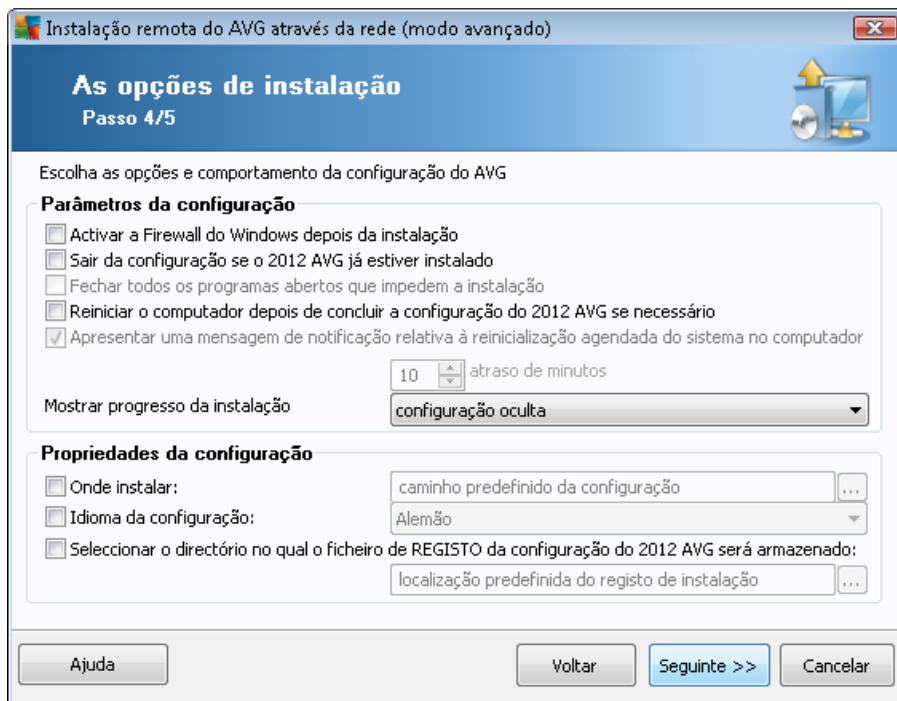 Instalação remota do AVG através da rede (modo avançado)
As opções de instalação
Passo 4/5
Escolha as opções e comportamento da configuração do AVG
Parâmetros da configuração
Activar a Firewall do Windows depois da instalação
Sair da configuração se o 2012 AVG já estiver instalado
Fechar todos os programas abertos que impedem a instalação
Reiniciar o computador depois de concluir a configuração do 2012 AVG se necessário
Apresentar uma mensagem de notificação relativa à reinicialização agendada do sistema no computador
10 atraso de minutos
Mostrar progresso da instalação configuração oculta
Propriedades da configuração
Onde instalar: caminho predefinido da configuração ...
Idioma da configuração: Alemão
Seleccionar o directório no qual o ficheiro de REGISTO da configuração do 2012 AVG será armazenado:
localização predefinida do registo de instalação ...
Ajuda Voltar Seguinte >> Cancelar